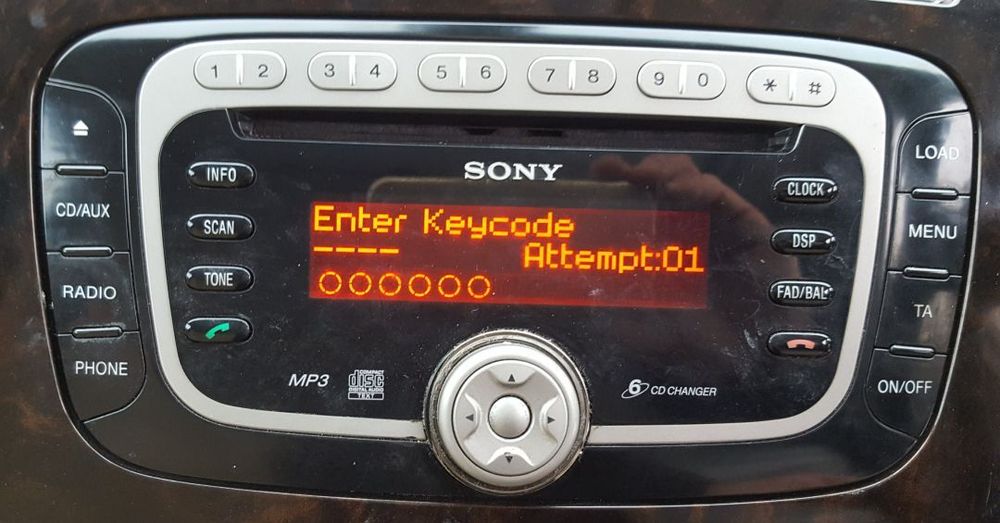 1 2 3 4 5 6 7 8 9 0 * #
SONY
LOAD
INFO
CLOCK
CD/AUX
SCAN
Enter Keycode
---- Attempt:01
DSP
MENU
RADIO
TONE
FAD/BAL
TA
PHONE
MP3
COMPACT
disc
DIGITAL AUDIO
TEXT
6 CD CHANGER
ON/OFF